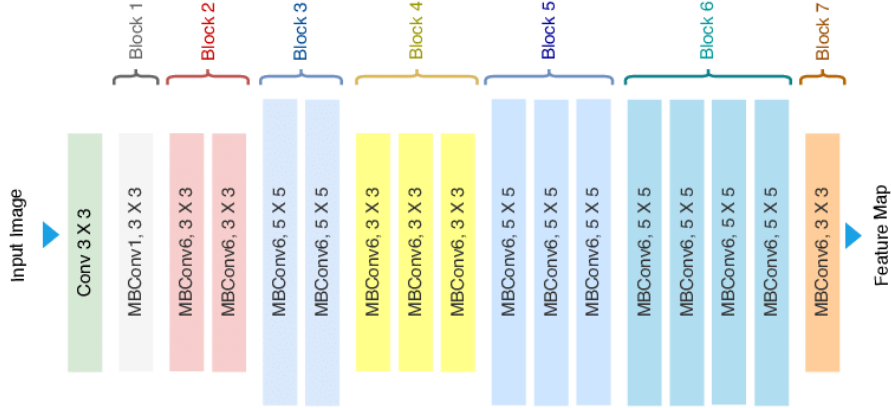 Block 1
Block 2
Block 3
Block 4
Block 5
Block 6
Block 7
Input Image
Conv 3 X 3
MBConv1, 3 X 3
MBConv6, 3 X 3
MBConv6, 3 X 3
MBConv6, 5 X 5
MBConv6, 5 X 5
MBConv6, 3 X 3
MBConv6, 3 X 3
MBConv6, 3 X 3
MBConv6, 5 X 5
MBConv6, 5 X 5
MBConv6, 5 X 5
MBConv6, 5 X 5
MBConv6, 5 X 5
MBConv6, 5 X 5
MBConv6, 5 X 5
MBConv6, 3 X 3
Feature Map